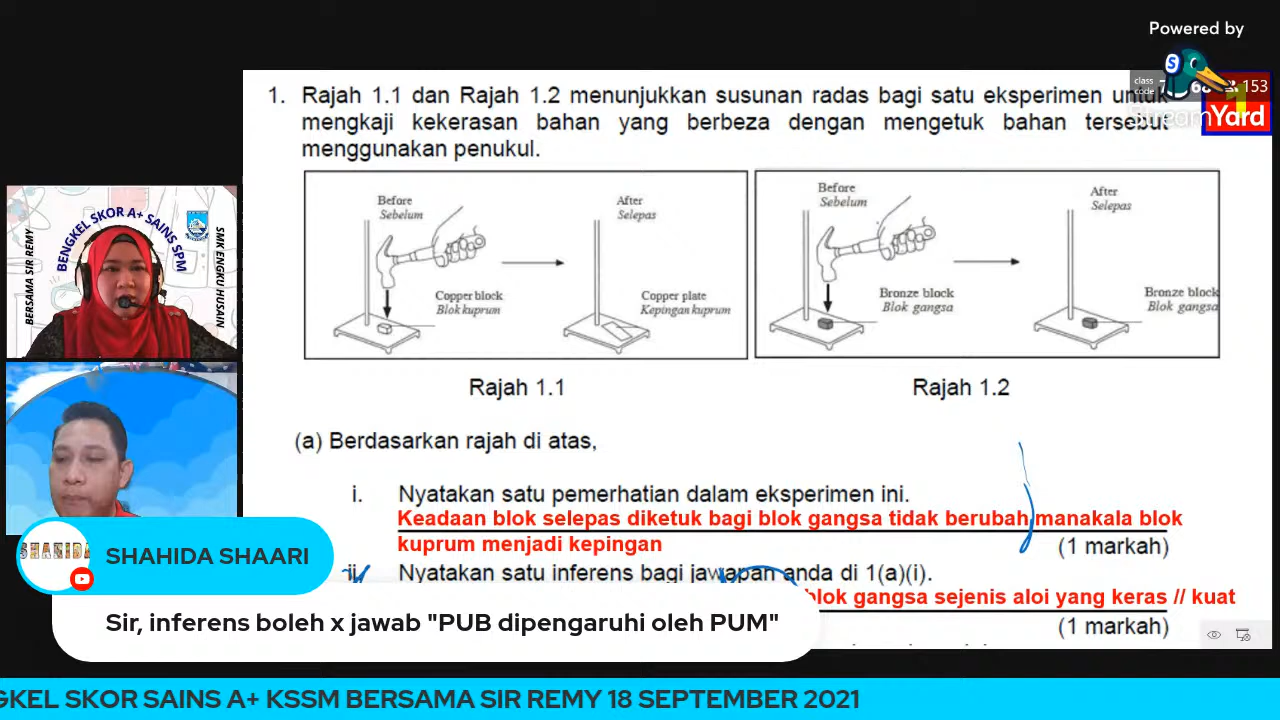 Powered by
StreamYard
class code
153
BENGKEL SKOR A+ SAINS SPM
BERSAMA SIR REMY
SMK ENGKU HUSAIN
1. Rajah 1.1 dan Rajah 1.2 menunjukkan susunan radas bagi satu eksperimen untuk
mengkaji kekerasan bahan yang berbeza dengan mengetuk bahan tersebut
menggunakan penukul.
Before
Sebelum
After
Selepas
Copper block
Blok kuprum
Copper plate
Kepingan kuprum
Before
Sebelum
After
Selepas
Bronze block
Blok gangsa
Bronze block
Blok gangsa
Rajah 1.1
Rajah 1.2
(a) Berdasarkan rajah di atas,
i. Nyatakan satu pemerhatian dalam eksperimen ini.
Keadaan blok selepas diketuk bagi blok gangsa tidak berubah manakala blok
kuprum menjadi kepingan
(1 markah)
ii. Nyatakan satu inferens bagi jawapan anda di 1(a)(i).
blok gangsa sejenis aloi yang keras // kuat
(1 markah)
SHAHIDA
SHAHIDA SHAARI
Sir, inferens boleh x jawab "PUB dipengaruhi oleh PUM"
GKEL SKOR SAINS A+ KSSM BERSAMA SIR REMY 18 SEPTEMBER 2021